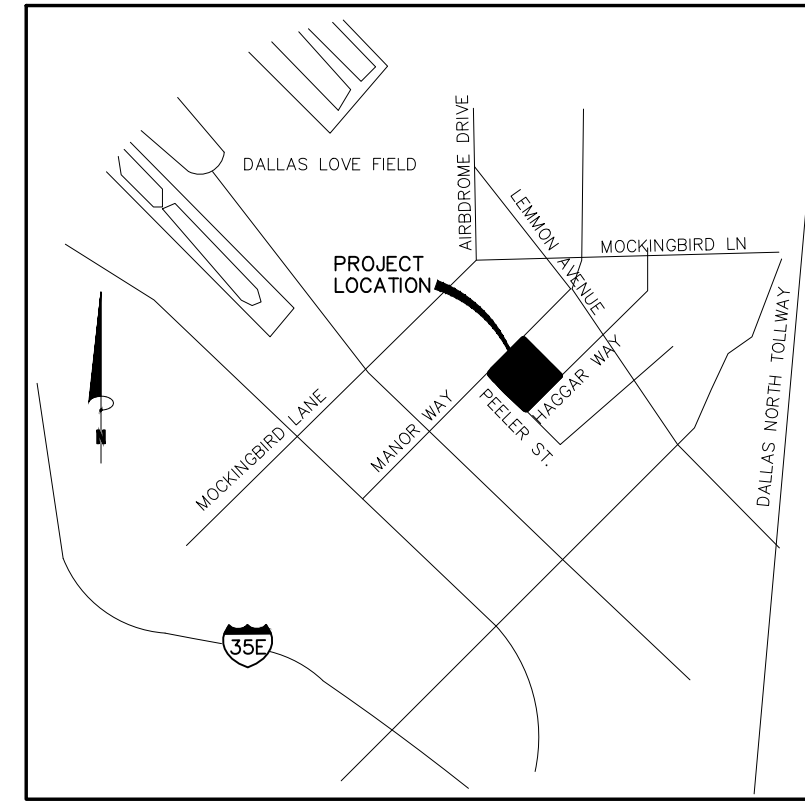 DALLAS LOVE FIELD
AIRBDROME DRIVE
LEMMON AVENUE
MOCKINGBIRD LN
PROJECT
LOCATION
HAGGAR WAY
DALLAS NORTH TOLLWAY
PEELER ST.
MANOR WAY
MOCKINGBIRD LANE
N
35E